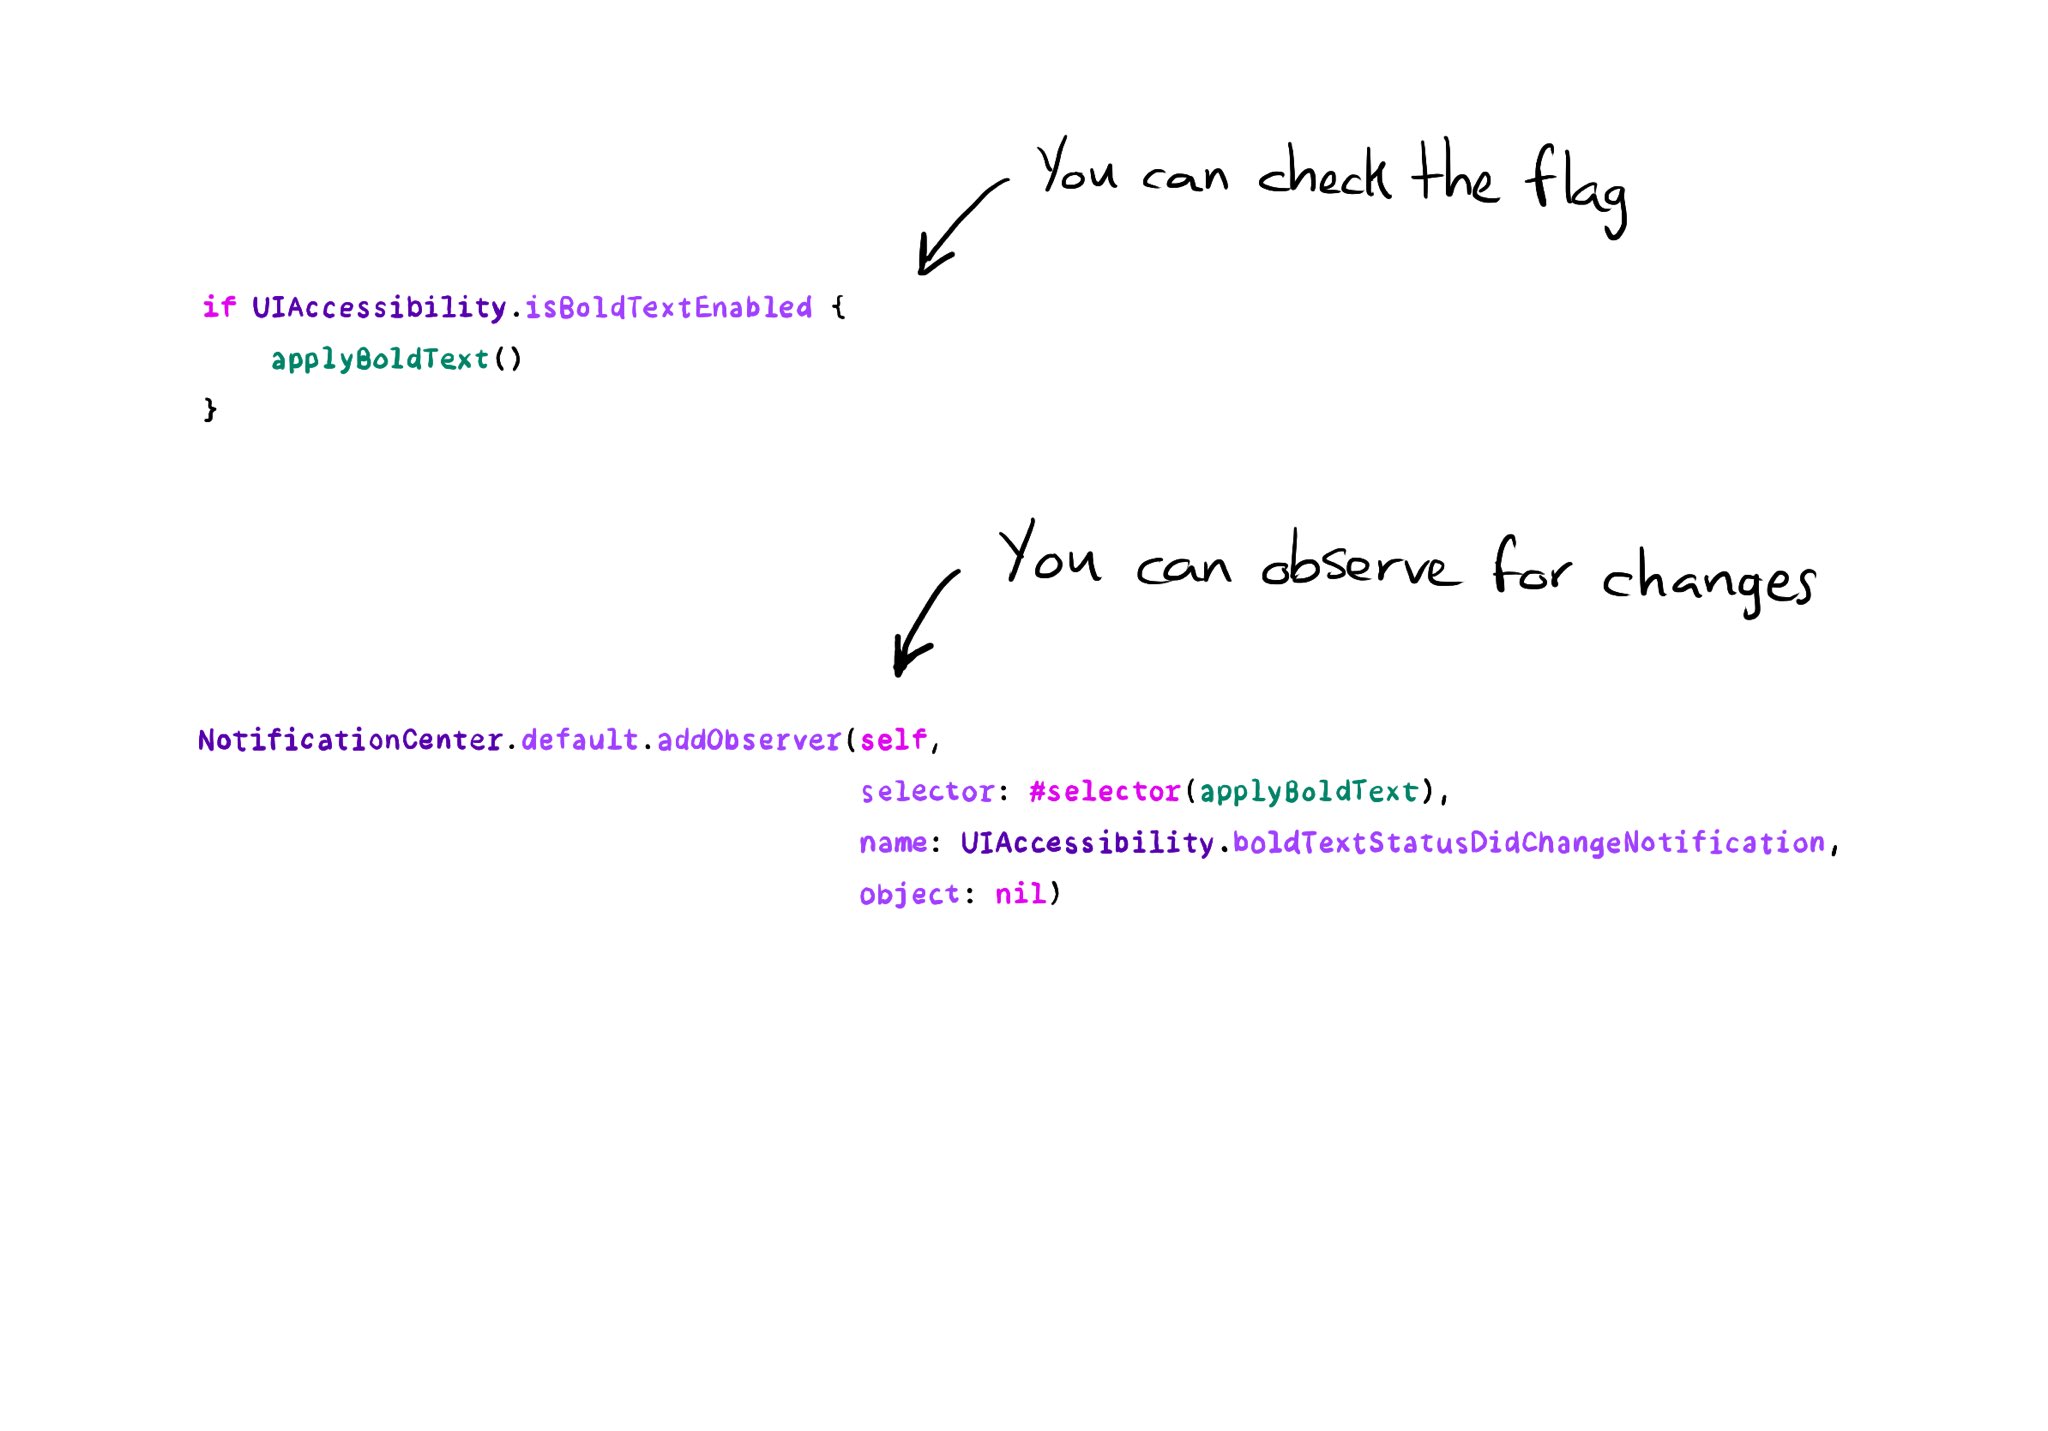 You can check the flag
if UIAccessibility.isBoldTextEnabled {
    applyBoldText()
}
You can observe for changes
NotificationCenter.default.addObserver(self,
                                       selector: #selector(applyBoldText),
                                       name: UIAccessibility.boldTextStatusDidChangeNotification,
                                       object: nil)